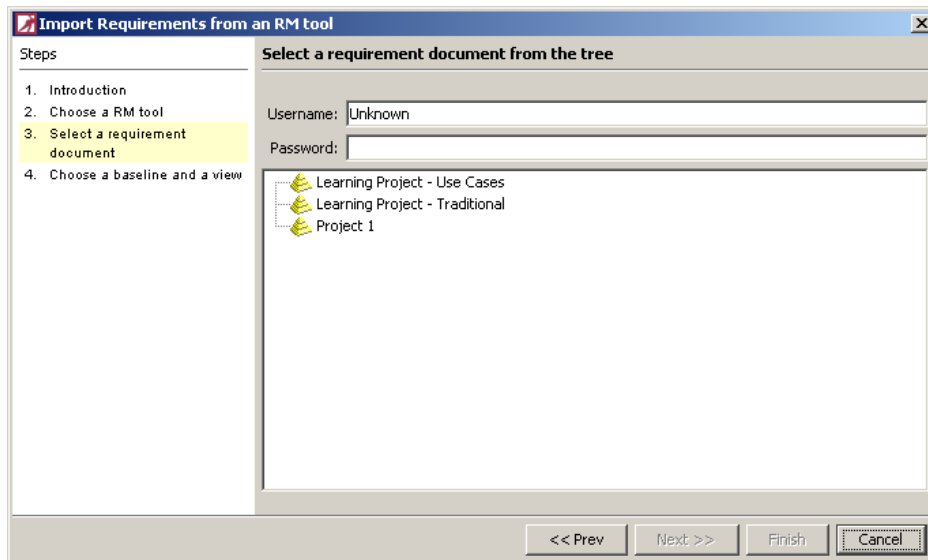 Import Requirements from an RM tool
Steps
1. Introduction
2. Choose a RM tool
3. Select a requirement
document
4. Choose a baseline and a view
Select a requirement document from the tree
Username: Unknown
Password:
Learning Project - Use Cases
Learning Project - Traditional
Project 1
<< Prev Next >> Finish Cancel